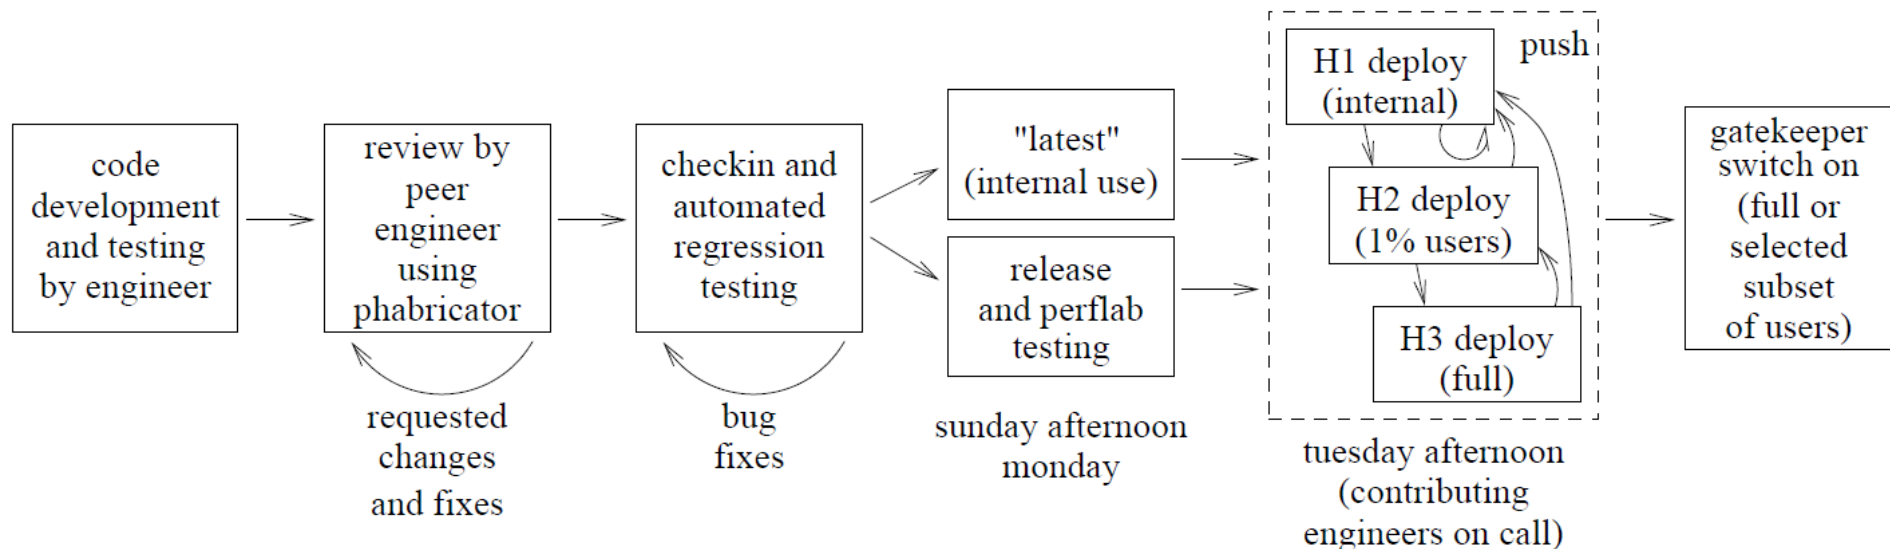 code
development
and testing
by engineer
review by
peer
engineer
using
phabricator
requested
changes
and fixes
checkin and
automated
regression
testing
bug
fixes
"latest"
(internal use)
release
and perflab
testing
sunday afternoon
monday
push
H1 deploy
(internal)
H2 deploy
(1% users)
H3 deploy
(full)
tuesday afternoon
(contributing
engineers on call)
gatekeeper
switch on
(full or
selected
subset
of users)